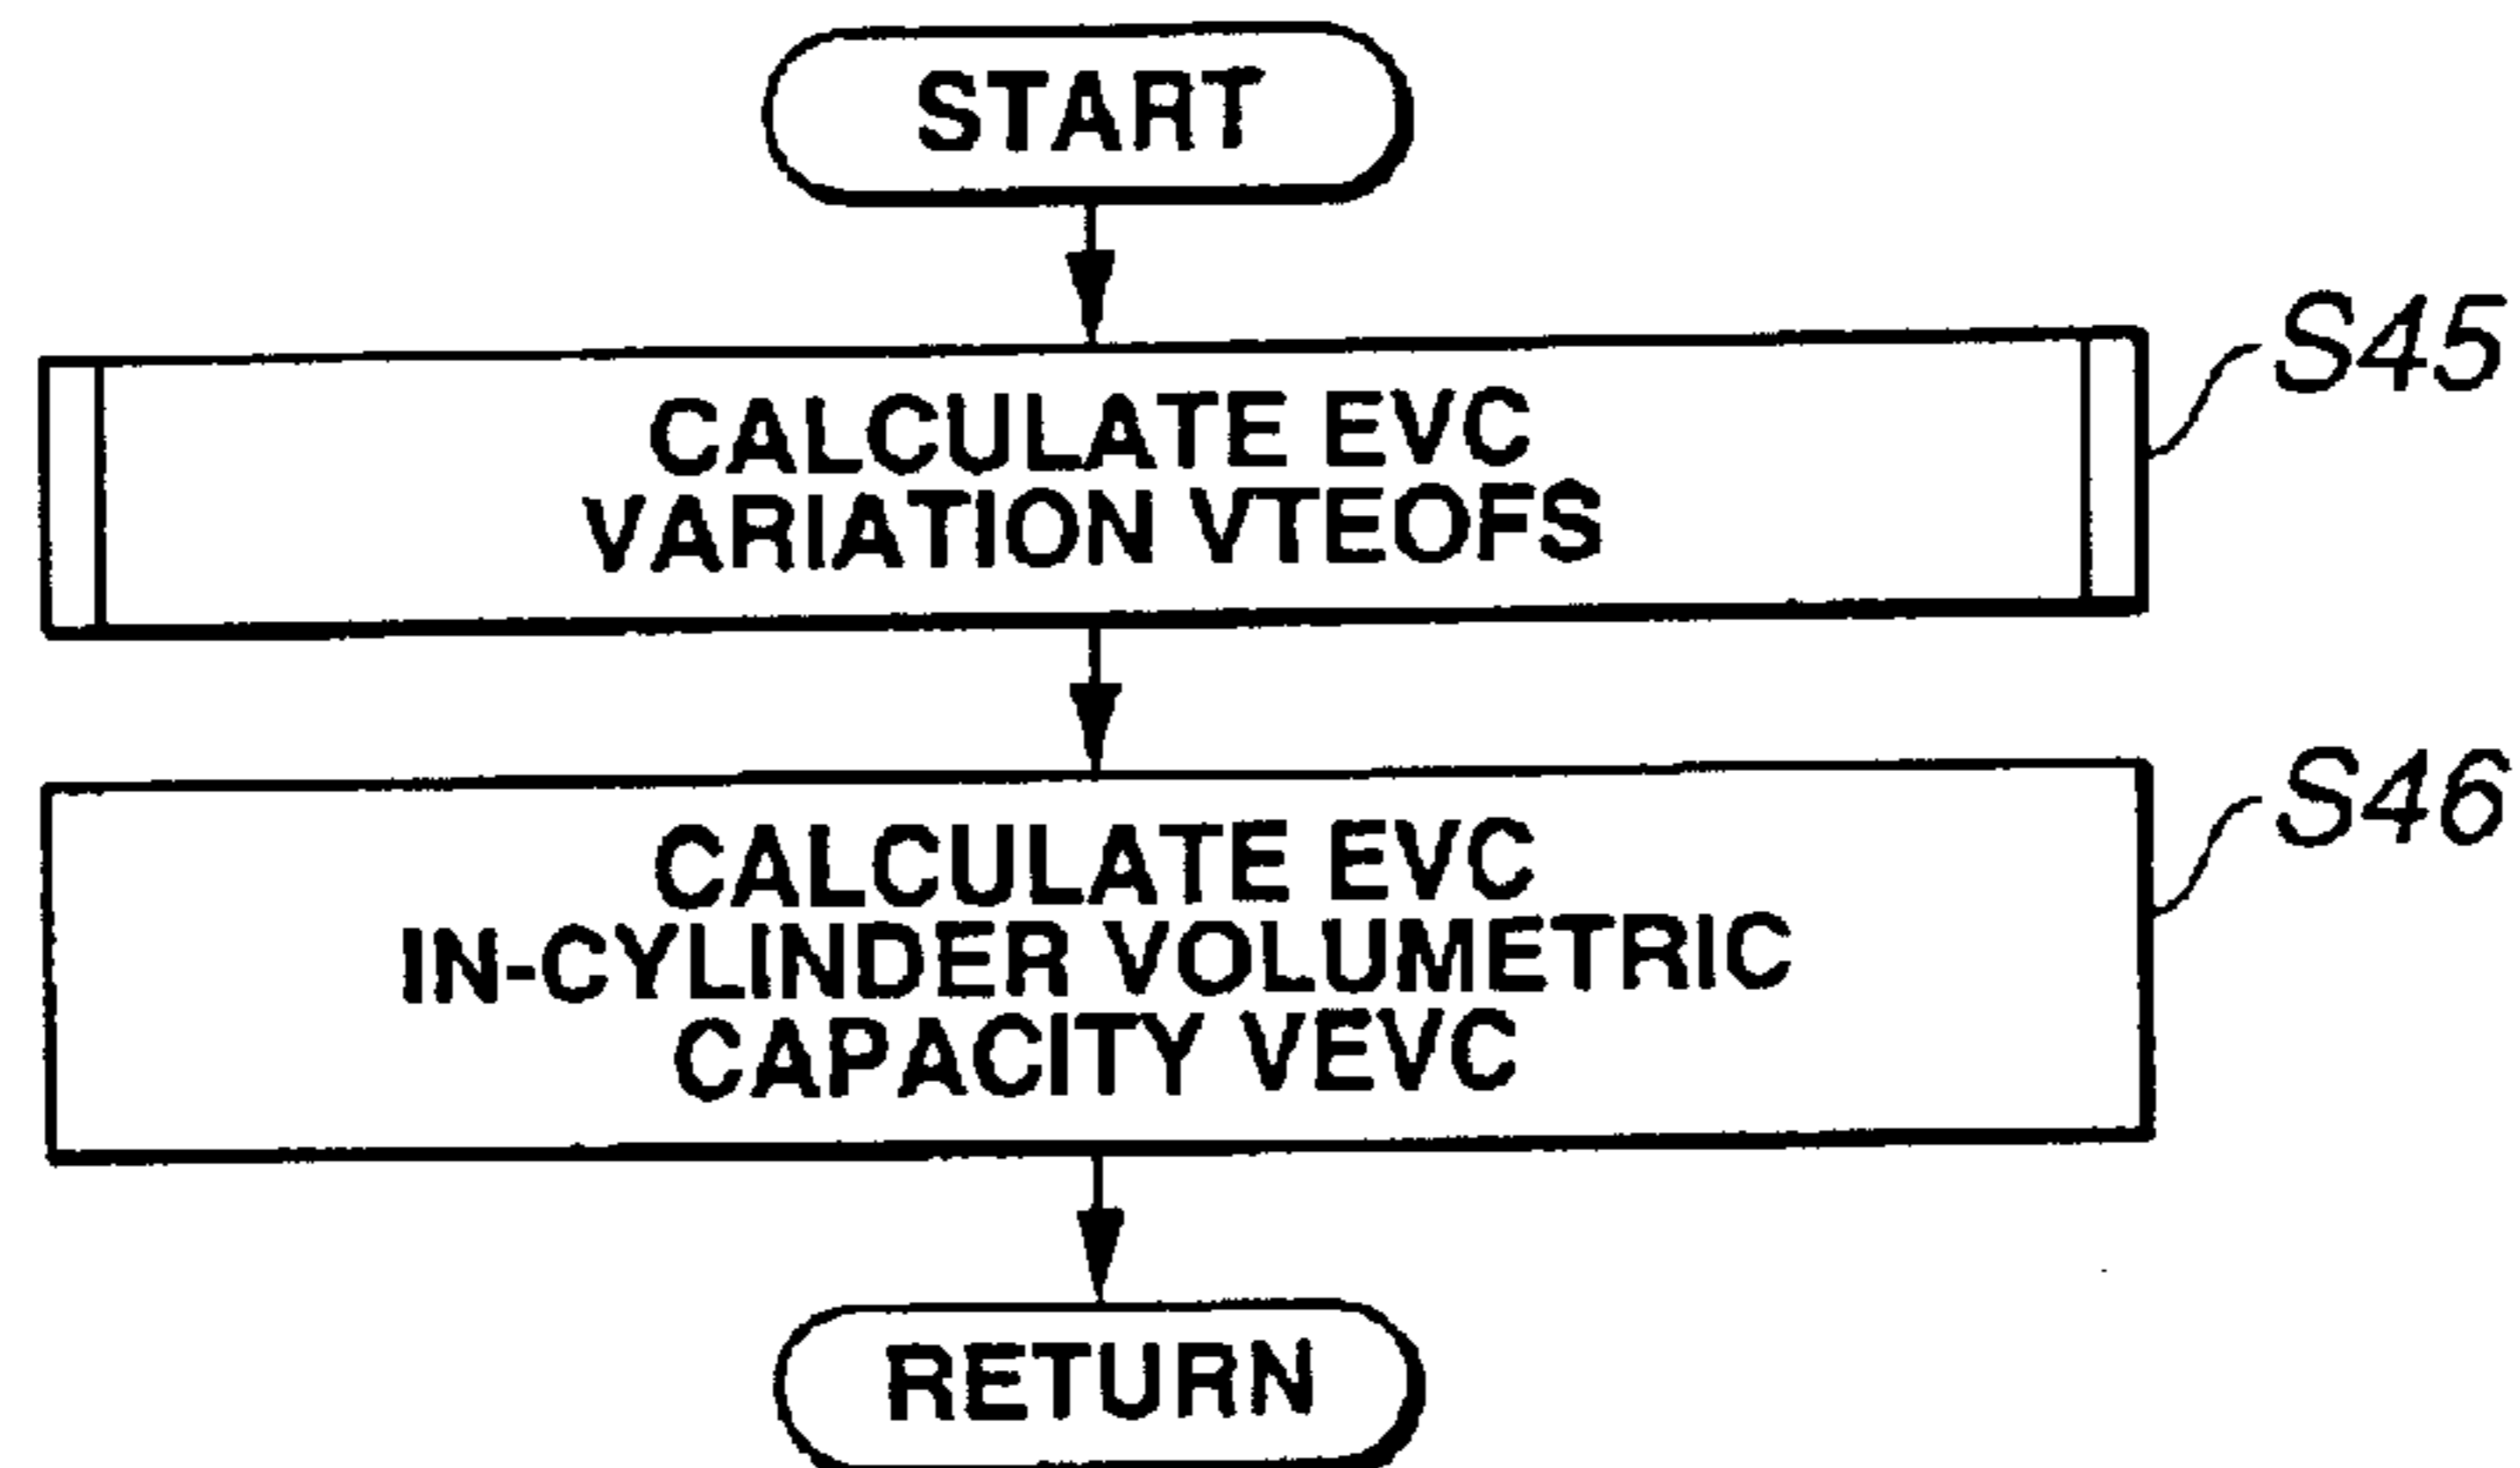 START
CALCULATE EVC
VARIATION VTEOFS
S45
CALCULATE EVC
IN-CYLINDER VOLUMETRIC
CAPACITY VEVC
S46
RETURN